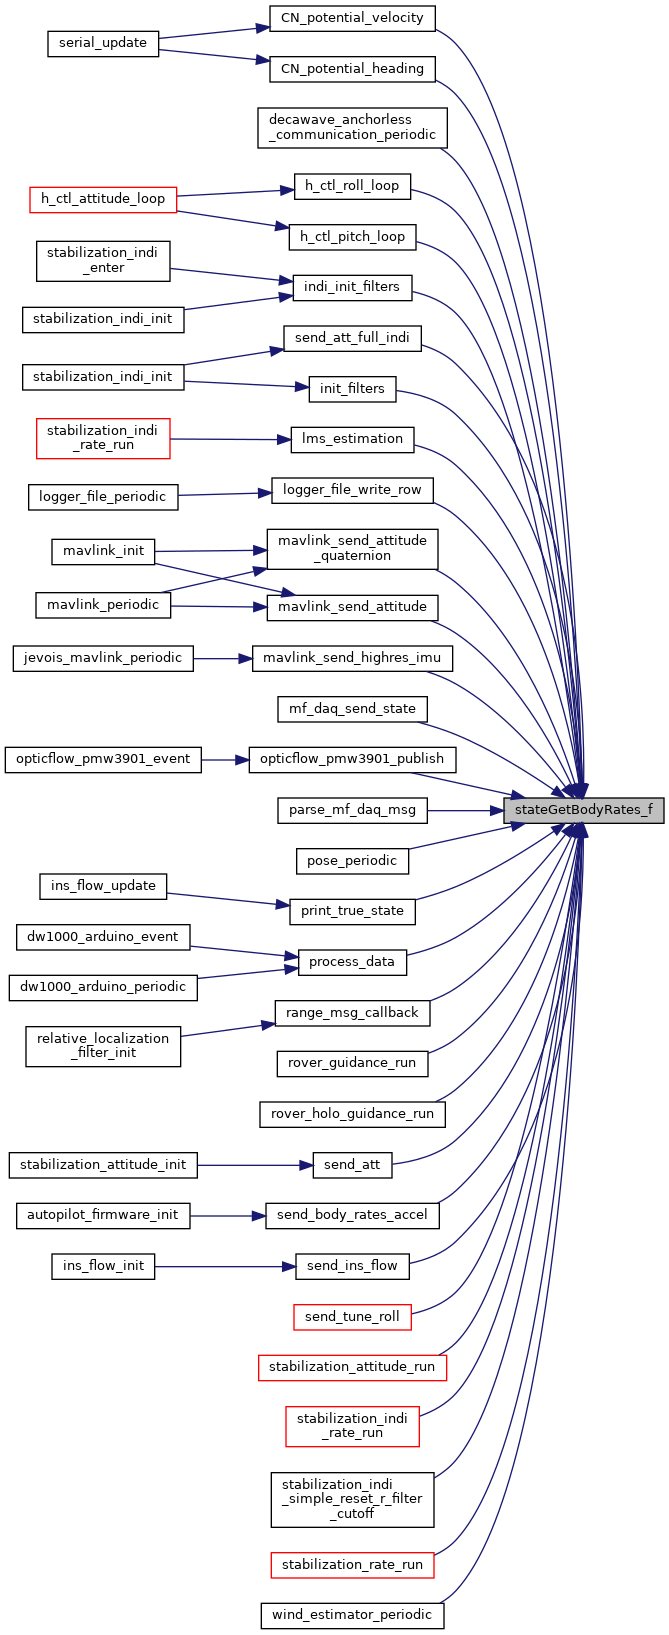 CN_potential_velocity
serial_update
CN_potential_heading
decawave_anchorless
_communication_periodic
h_ctl_roll_loop
h_ctl_attitude_loop
h_ctl_pitch_loop
stabilization_indi
_enter
indi_init_filters
stabilization_indi_init
send_att_full_indi
stabilization_indi_init
init_filters
stabilization_indi
_rate_run
lms_estimation
logger_file_write_row
logger_file_periodic
mavlink_send_attitude
_quaternion
mavlink_init
mavlink_periodic
mavlink_send_attitude
jevois_mavlink_periodic
mavlink_send_highres_imu
mf_daq_send_state
opticflow_pmw3901_event
opticflow_pmw3901_publish
parse_mf_daq_msg
stateGetBodyRates_f
pose_periodic
ins_flow_update
print_true_state
dw1000_arduino_event
process_data
dw1000_arduino_periodic
range_msg_callback
relative_localization
_filter_init
rover_guidance_run
rover_holo_guidance_run
stabilization_attitude_init
send_att
autopilot_firmware_init
send_body_rates_accel
ins_flow_init
send_ins_flow
send_tune_roll
stabilization_attitude_run
stabilization_indi
_rate_run
stabilization_indi
_simple_reset_r_filter
_cutoff
stabilization_rate_run
wind_estimator_periodic